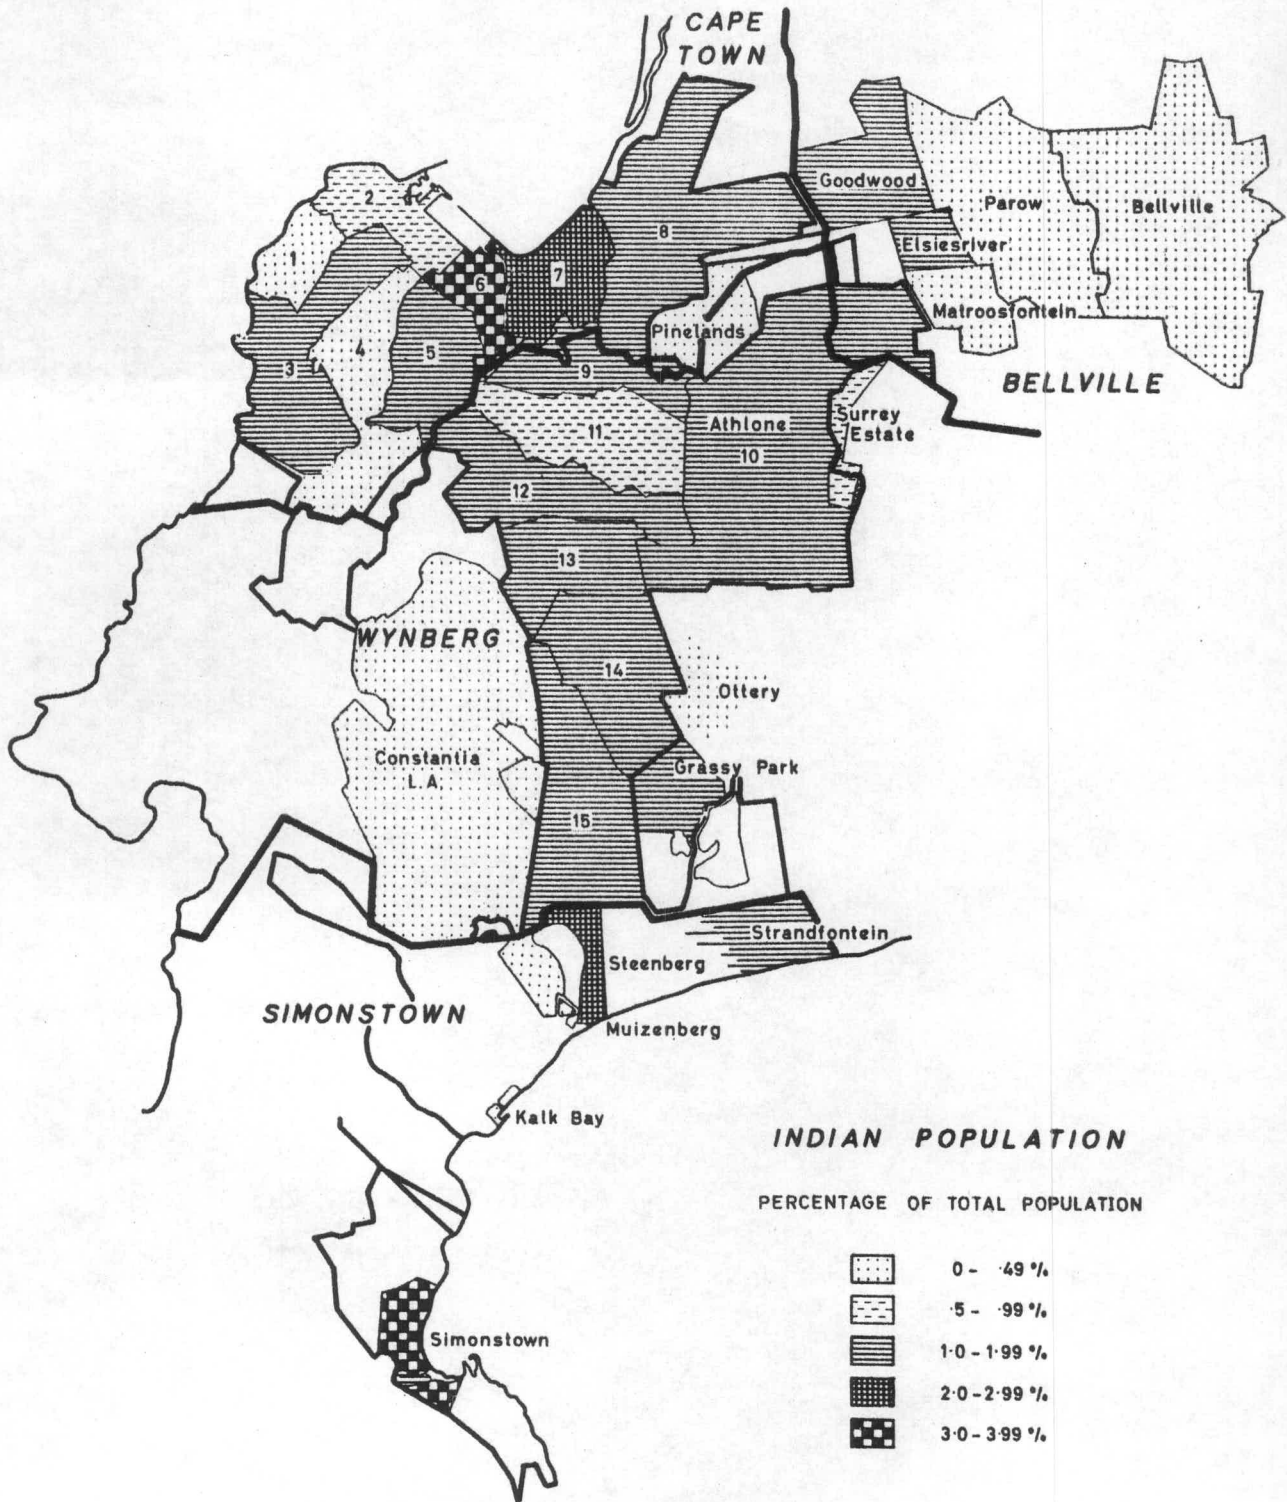 CAPE
TOWN
Goodwood
Parow
Bellville
2
8
Elsiesriver
1
7
6
Matroosfontein
Pinelands
4
5
3
9
BELLVILLE
Surrey
Estate
Athlone
11
10
12
13
WYNBERG
14
Ottery
Constantia
L.A
Grassy Park
15
Strandfontein
Steenberg
SIMONSTOWN
Muizenberg
Kalk Bay
INDIAN POPULATION
PERCENTAGE OF TOTAL POPULATION
0 - ·49 %
·5 - ·99 %
1·0 - 1·99 %
2·0 - 2·99 %
3·0 - 3·99 %
Simonstown